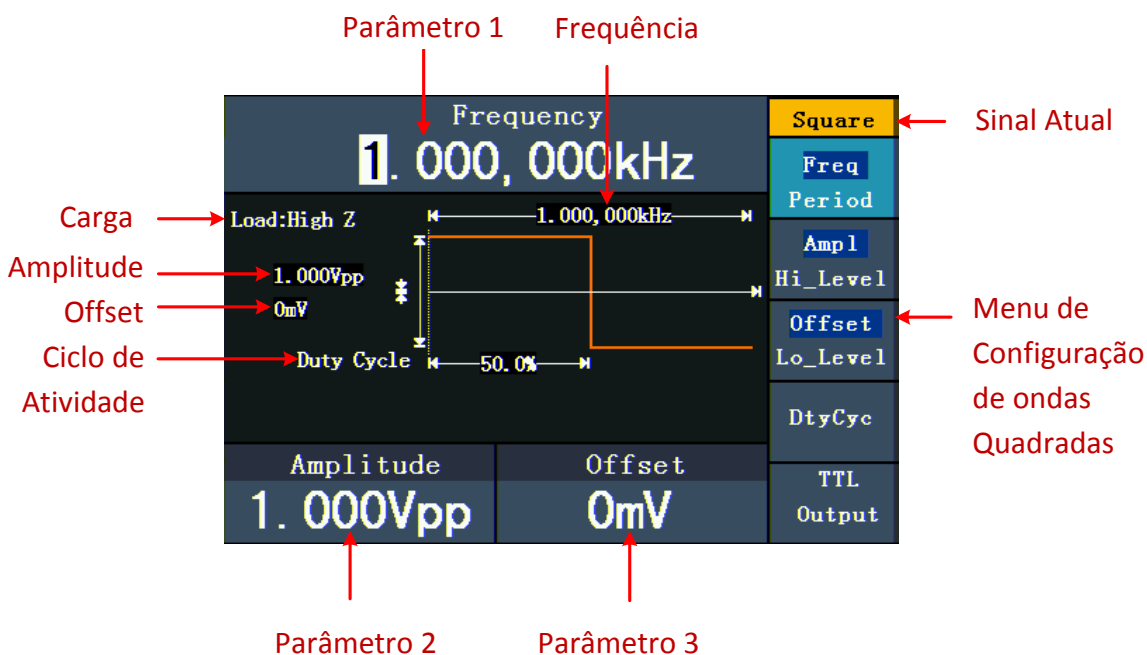 Parâmetro 1
Frequência
Frequency
1.000,000kHz
Square
Sinal Atual
Freq
Period
Carga
Load:High Z
1.000,000kHz
Amplitude
1.000Vpp
Ampl
Hi_Level
Offset
0mV
Offset
Lo_Level
Menu de
Configuração
de ondas
Quadradas
Ciclo de
Atividade
Duty Cycle
50.0%
DtyCyc
Amplitude
1.000Vpp
Offset
0mV
TTL
Output
Parâmetro 2
Parâmetro 3